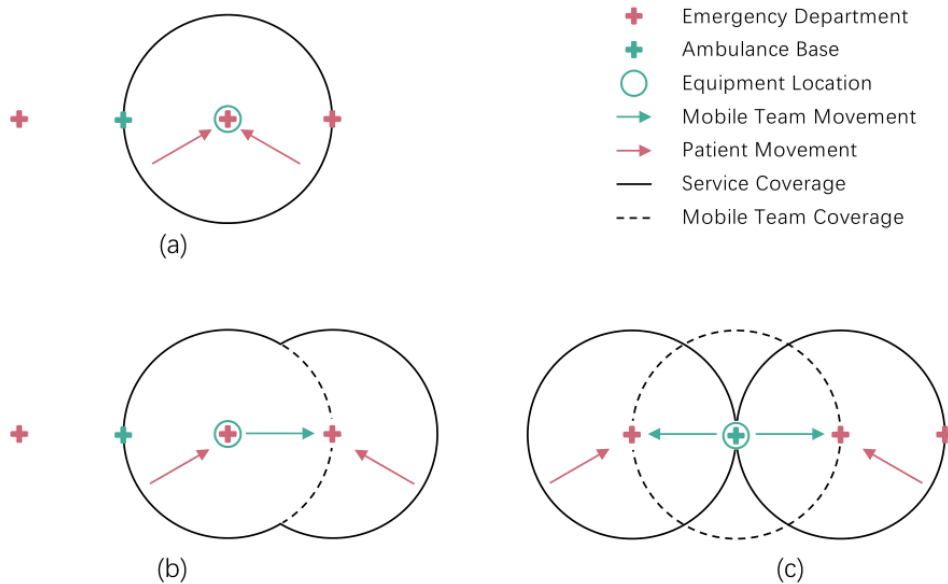 Emergency Department
Ambulance Base
Equipment Location
Mobile Team Movement
Patient Movement
Service Coverage
Mobile Team Coverage
(a)
(b)
(c)